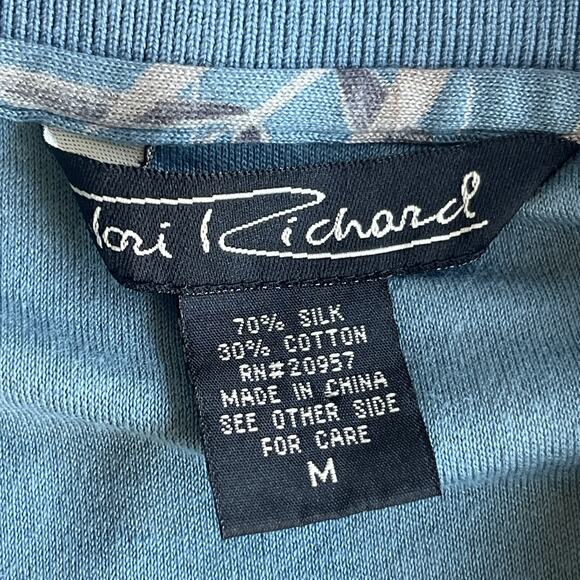 Tori Richard
70% SILK
30% COTTON
RN#20957
MADE IN CHINA
SEE OTHER SIDE
FOR CARE
M